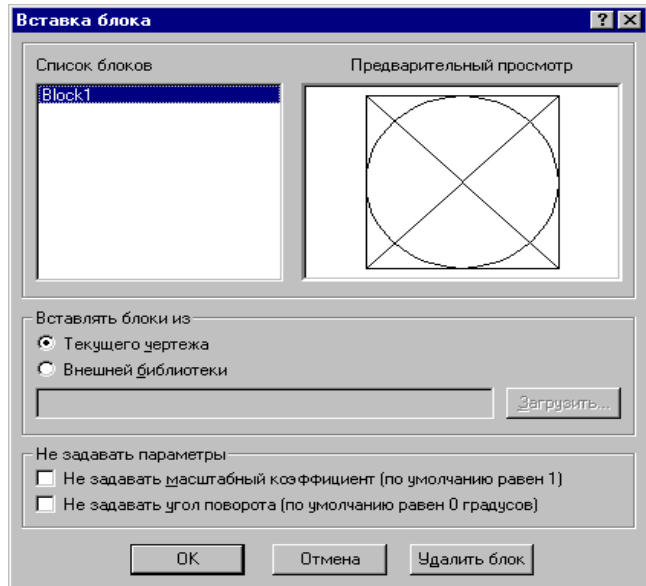 Вставка блока
Список блоков
Предварительный просмотр
Block1
Вставлять блоки из
Текущего чертежа
Внешней библиотеки
Загрузить...
Не задавать параметры
Не задавать масштабный коэффициент (по умолчанию равен 1)
Не задавать угол поворота (по умолчанию равен 0 градусов)
OK
Отмена
Удалить блок